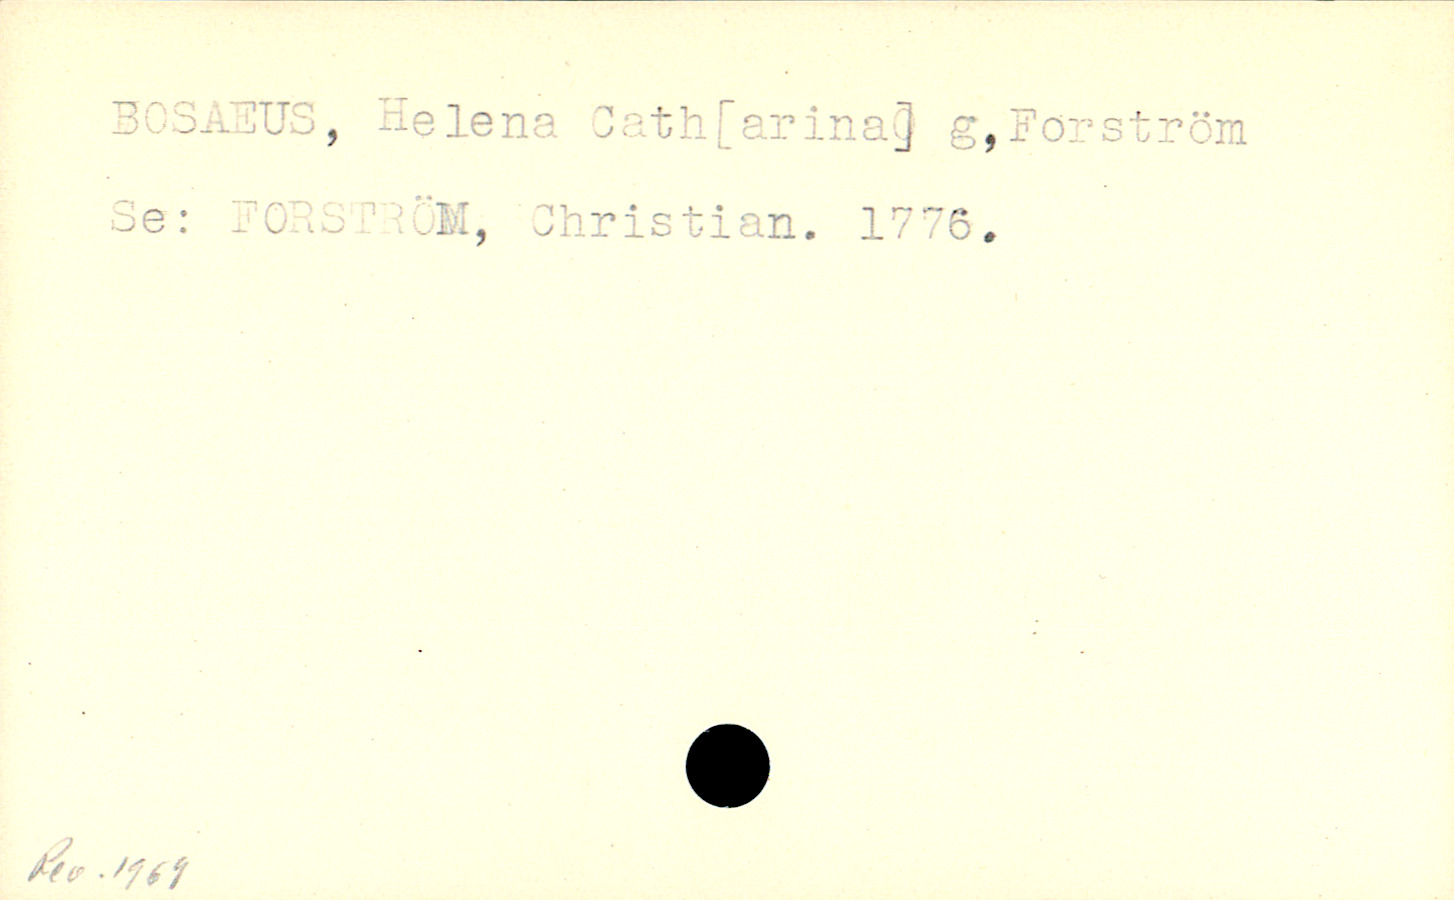 BOSAEUS, Helena Cath[arina] g,Forström
Se: FORSTRÖM, Christian. 1776.
Rev. 1969